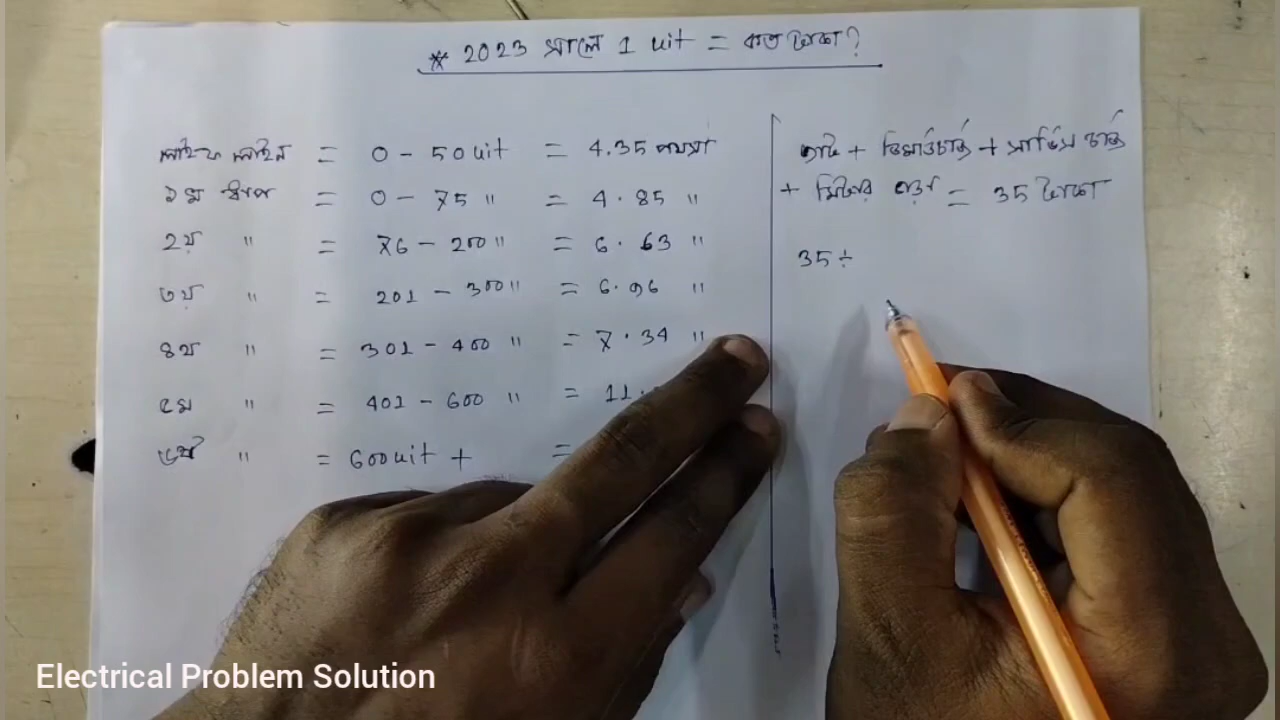 * 2023 সালে 1 uit = কত টাকা?
লাইফ লাইন = 0 - 50 uit = 4.35 পয়সা
১ম ধাপ = 0 - 75 " = 4.85 "
2য় " = 76 - 200 " = 6.63 "
৩য় " = 201 - 300 " = 6.96 "
৪র্থ " = 301 - 400 " = 7.34 "
৫ম " = 401 - 600 " = 11.
৬ষ্ঠ " = 600 uit + =
ভ্যাট + ডিমান্ডচার্জ + সার্ভিস চার্জ
+ মিটার ভাড়া = 35 টাকা
35 ÷
Electrical Problem Solution